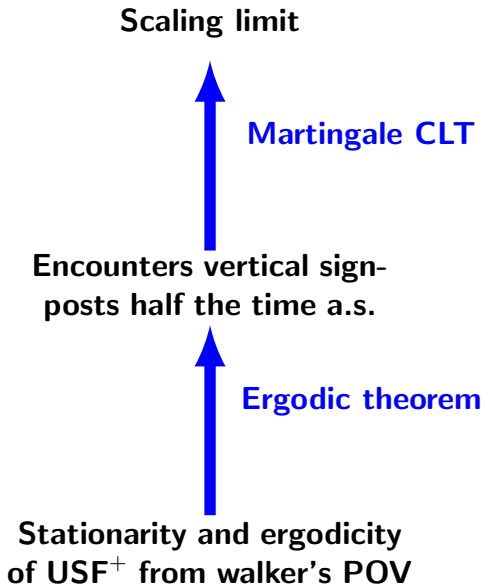 Scaling limit
Martingale CLT
Encounters vertical sign-
posts half the time a.s.
Ergodic theorem
Stationarity and ergodicity
of USF⁺ from walker's POV